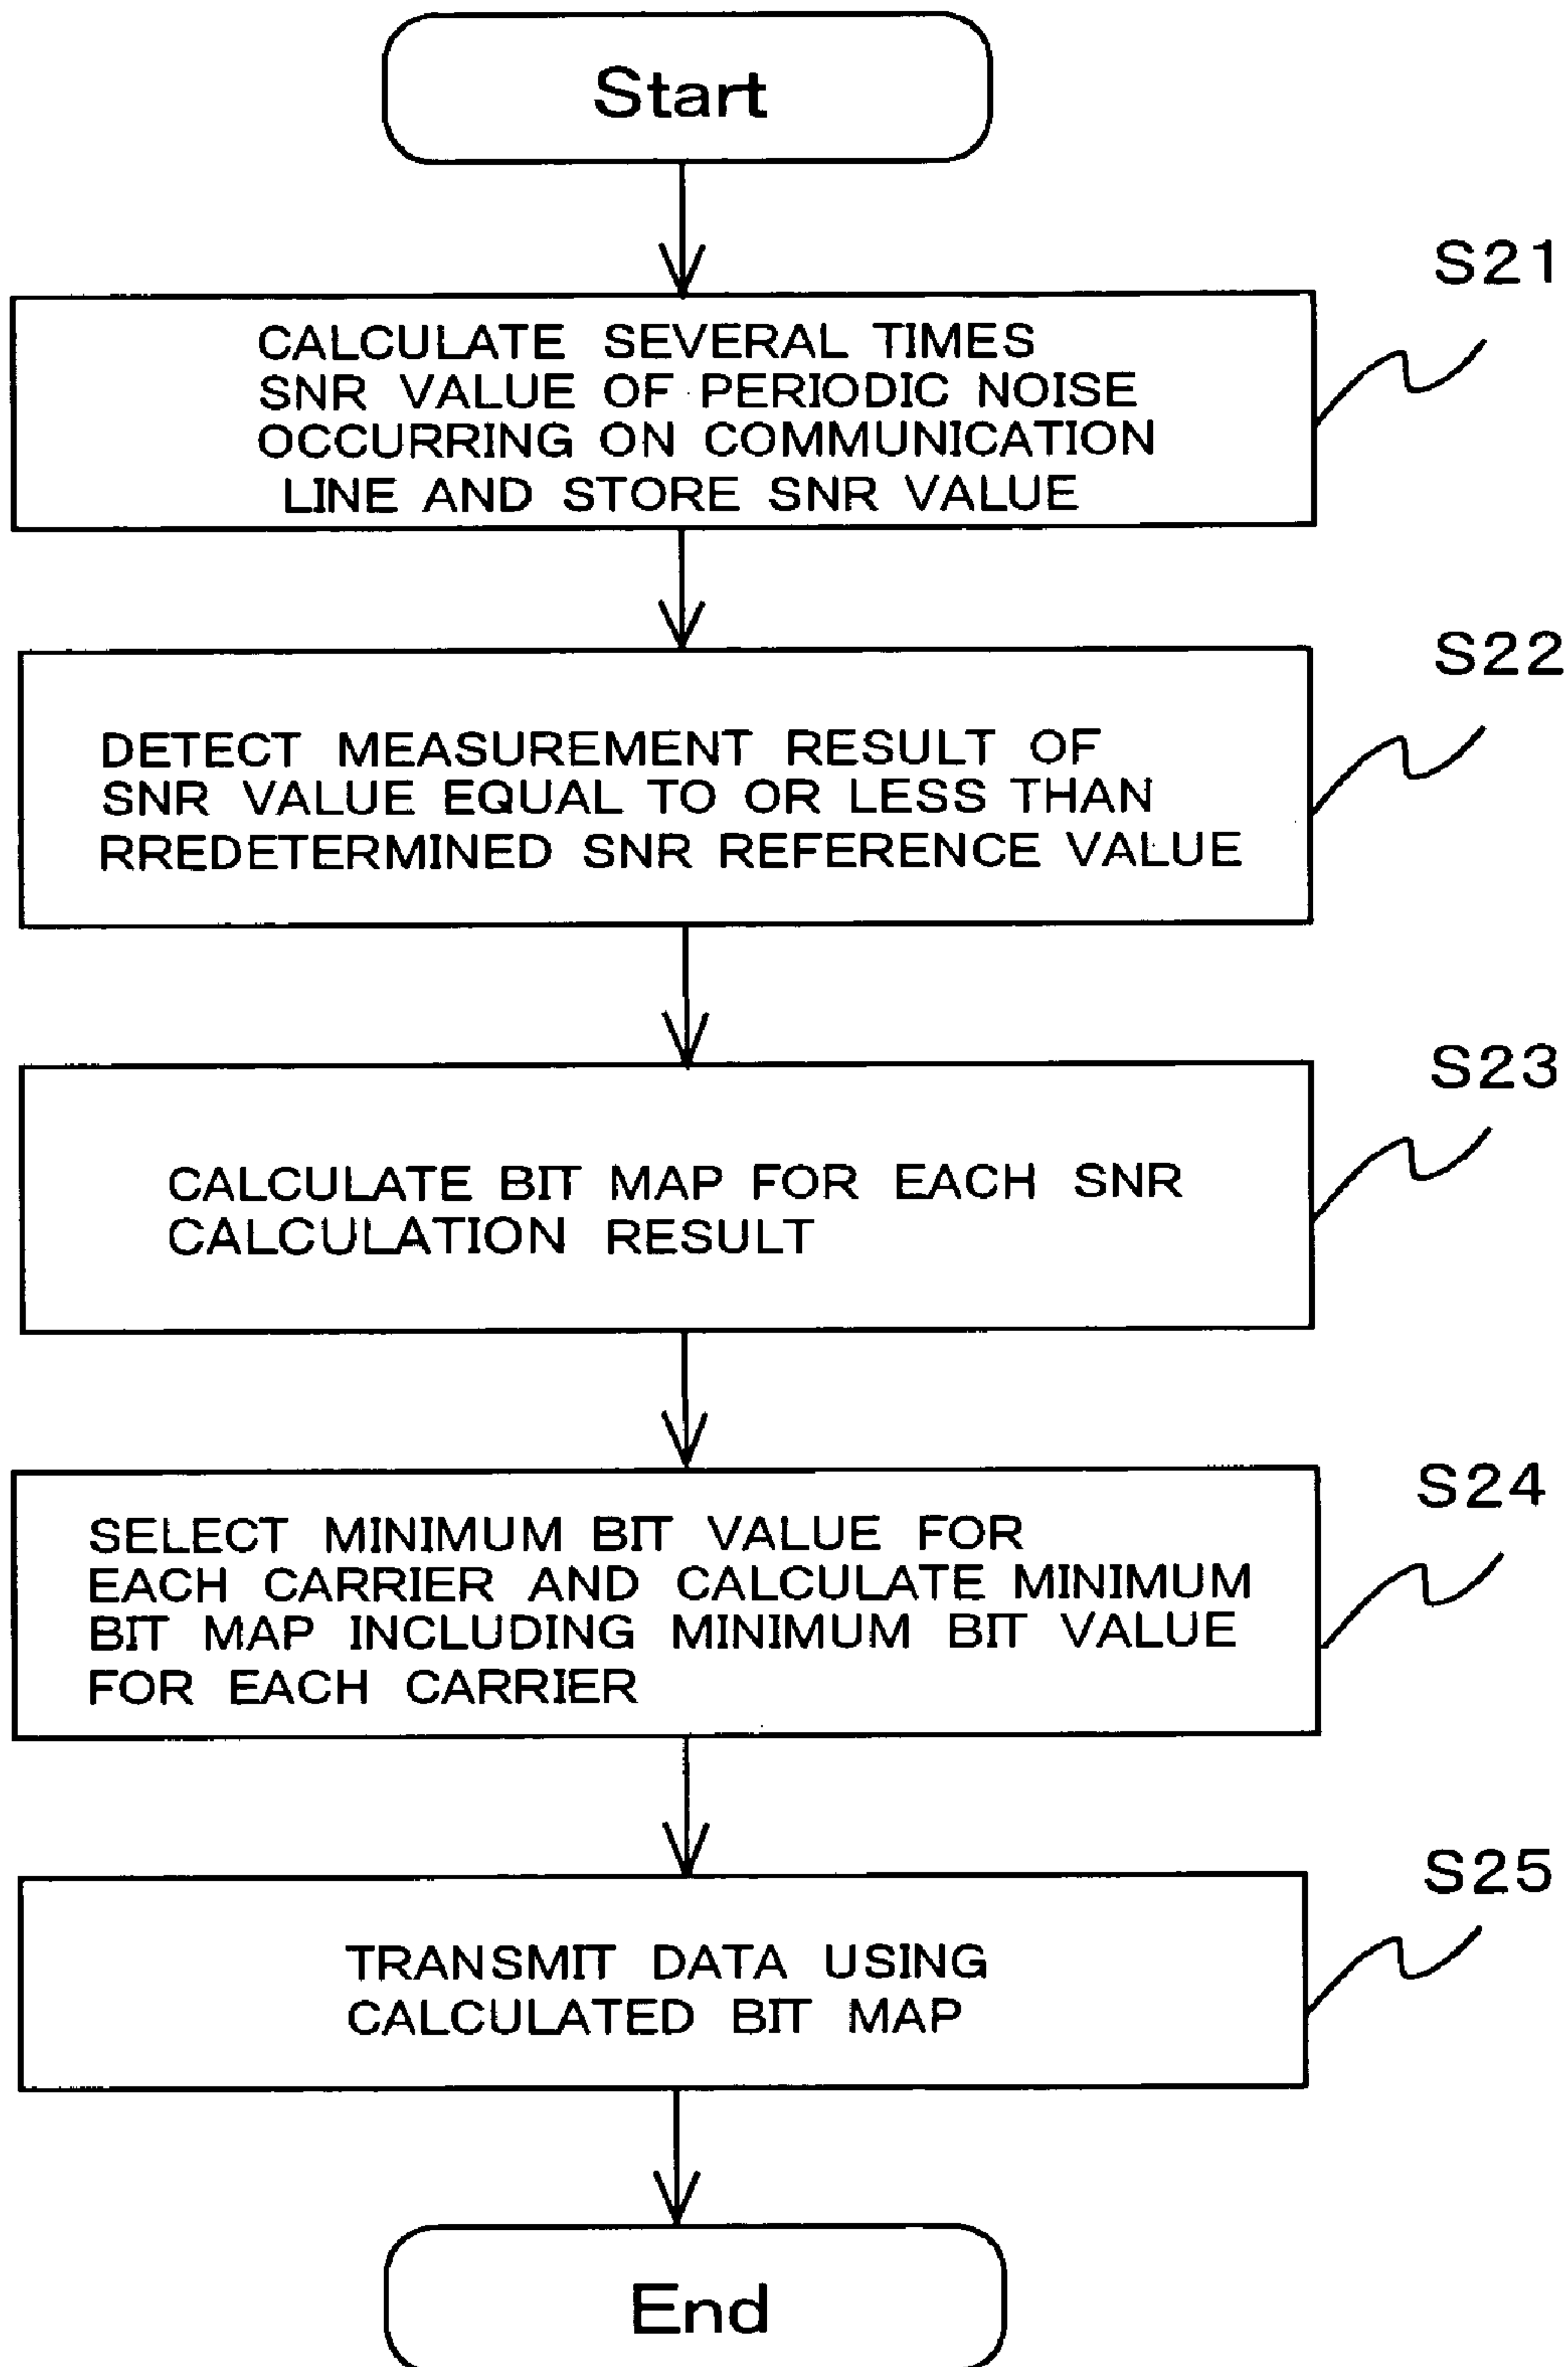 Start
S21
CALCULATE SEVERAL TIMES
SNR VALUE OF PERIODIC NOISE
OCCURRING ON COMMUNICATION
LINE AND STORE SNR VALUE
S22
DETECT MEASUREMENT RESULT OF
SNR VALUE EQUAL TO OR LESS THAN
RREDETERMINED SNR REFERENCE VALUE
S23
CALCULATE BIT MAP FOR EACH SNR
CALCULATION RESULT
S24
SELECT MINIMUM BIT VALUE FOR
EACH CARRIER AND CALCULATE MINIMUM
BIT MAP INCLUDING MINIMUM BIT VALUE
FOR EACH CARRIER
S25
TRANSMIT DATA USING
CALCULATED BIT MAP
End